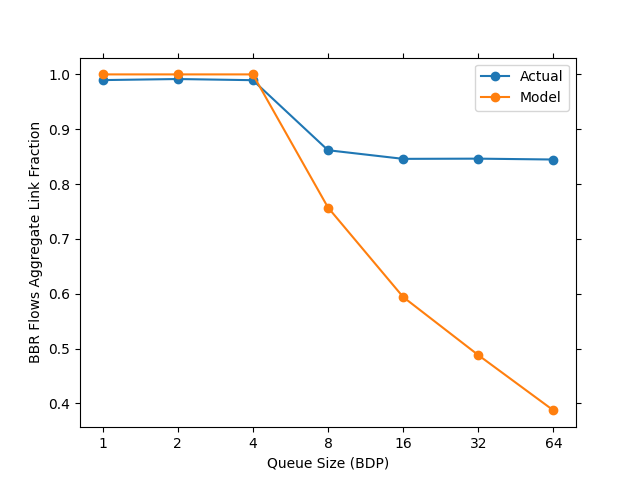 Actual
Model
1.0
0.9
0.8
0.7
0.6
0.5
0.4
BBR Flows Aggregate Link Fraction
1 2 4 8 16 32 64
Queue Size (BDP)